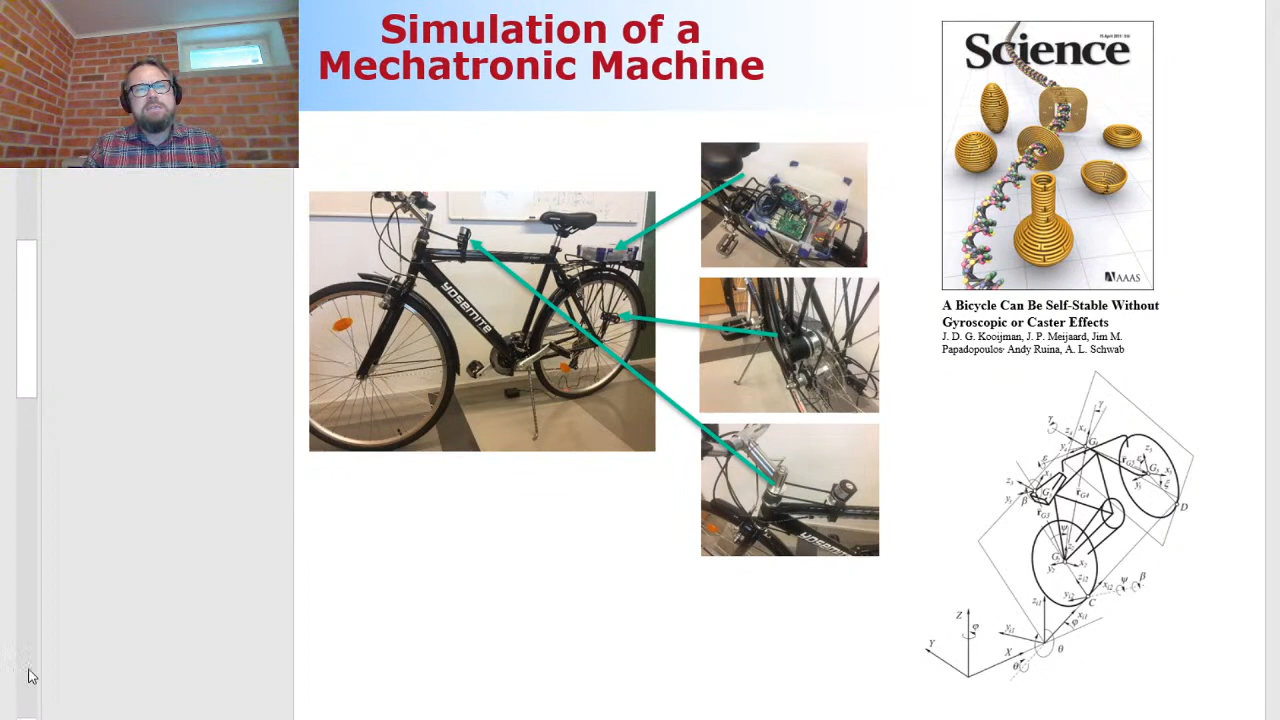 Simulation of a
Mechatronic Machine
Science
AAAS
YOSEMITE
YOSEMITE
A Bicycle Can Be Self-Stable Without
Gyroscopic or Caster Effects
J. D. G. Kooijman, J. P. Meijaard, Jim M.
Papadopoulos, Andy Ruina, A. L. Schwab
D
C
Z
Y
X
φ
θ
θ
φ
ψ
β
γ
γ
β